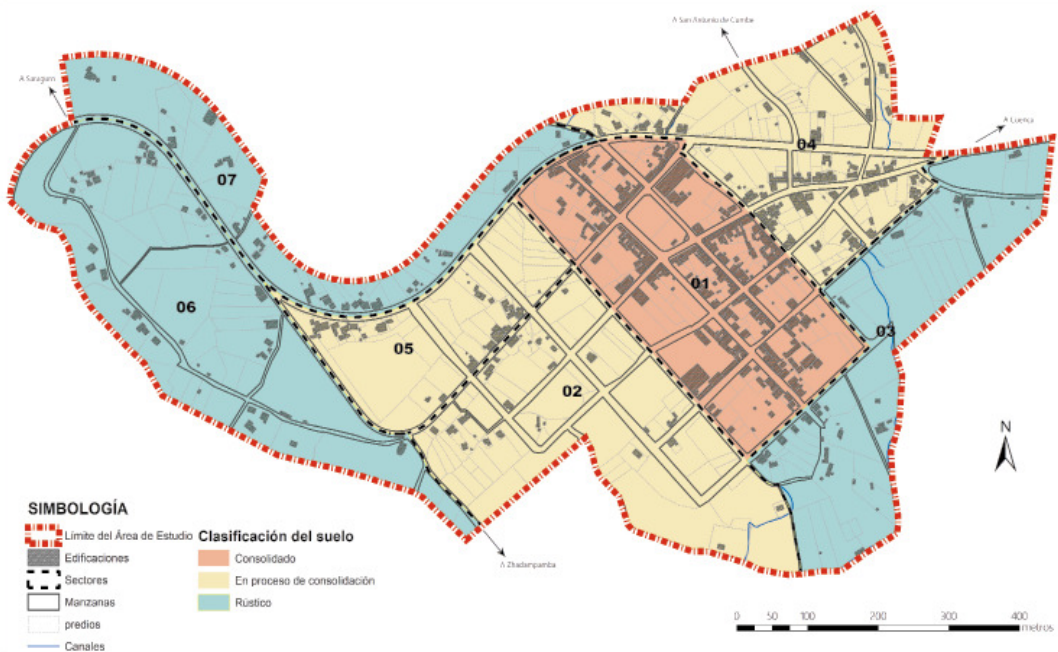 A San Antonio de Cumbe
A Saraguro
A Cuenca
07
04
06
01
03
05
02
N
A Zhadampamba
SIMBOLOGÍA
Límite del Área de Estudio
Edificaciones
Sectores
Manzanas
predios
Canales
Clasificación del suelo
Consolidado
En proceso de consolidación
Rústico
0 50 100 200 300 400
metros